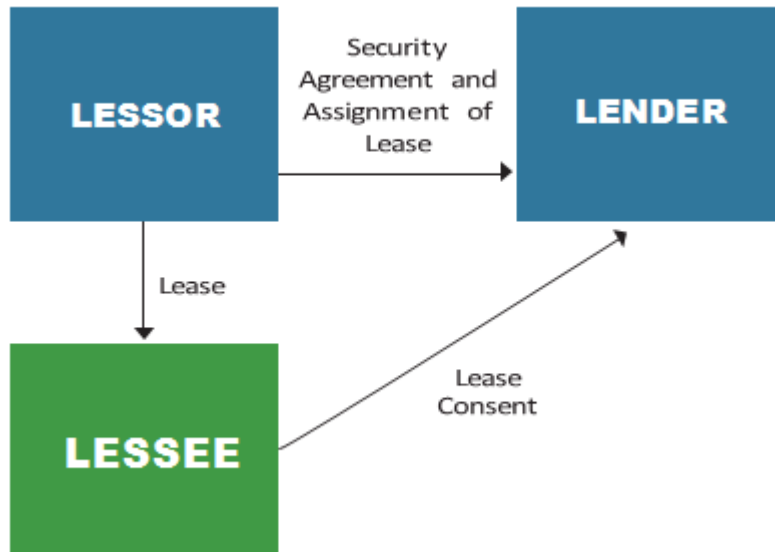 LESSOR
Security
Agreement and
Assignment of
Lease
LENDER
Lease
LESSEE
Lease
Consent